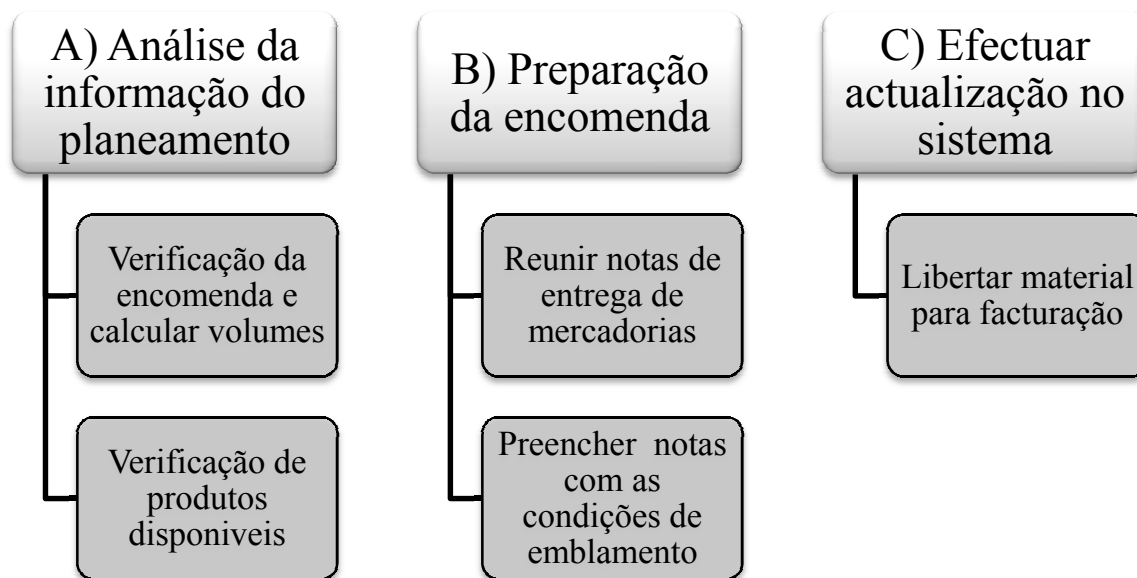 A) Análise da
informação do
planeamento
Verificação da
encomenda e
calcular volumes
Verificação de
produtos
disponiveis
B) Preparação
da encomenda
Reunir notas de
entrega de
mercadorias
Preencher notas
com as
condições de
emblamento
C) Efectuar
actualização no
sistema
Libertar material
para facturação